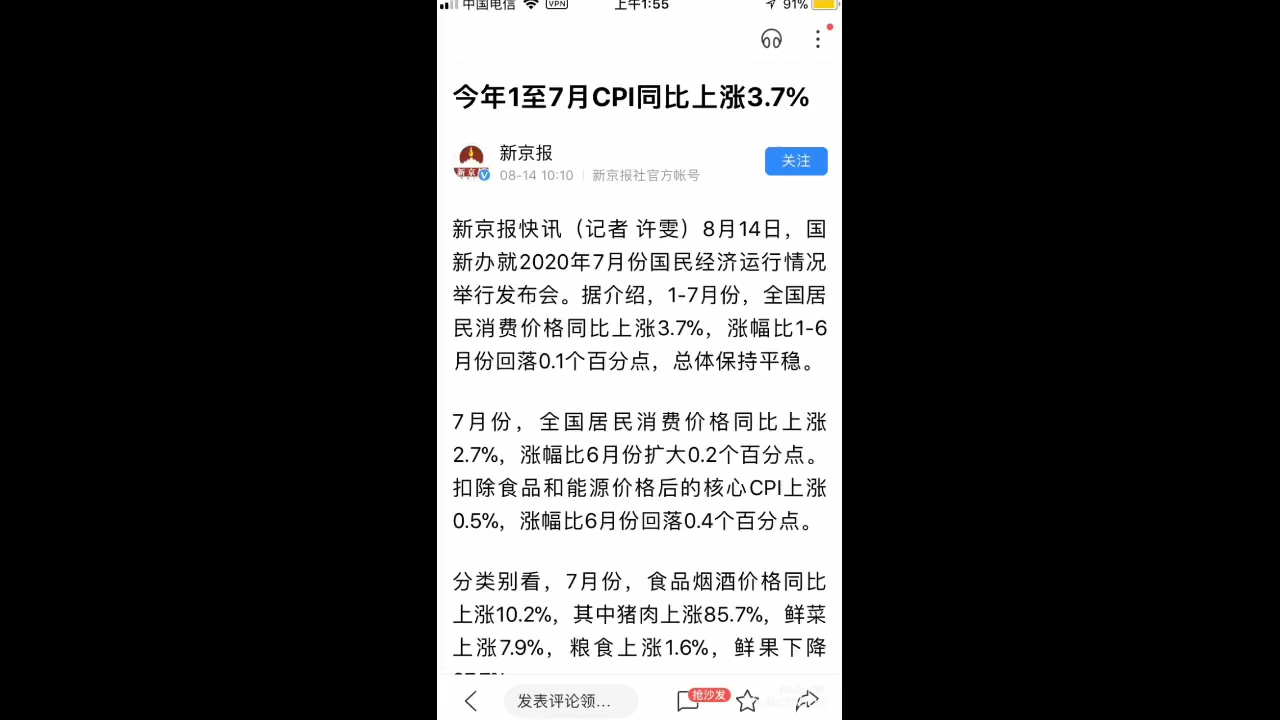 中国电信 VPN 上午1:55 91%
今年1至7月CPI同比上涨3.7%
新京报
08-14 10:10 新京报社官方帐号
关注
新京报快讯（记者 许雯）8月14日，国
新办就2020年7月份国民经济运行情况
举行发布会。据介绍，1-7月份，全国居
民消费价格同比上涨3.7%，涨幅比1-6
月份回落0.1个百分点，总体保持平稳。
7月份，全国居民消费价格同比上涨
2.7%，涨幅比6月份扩大0.2个百分点。
扣除食品和能源价格后的核心CPI上涨
0.5%，涨幅比6月份回落0.4个百分点。
分类别看，7月份，食品烟酒价格同比
上涨10.2%，其中猪肉上涨85.7%，鲜菜
上涨7.9%，粮食上涨1.6%，鲜果下降
发表评论领... 抢沙发